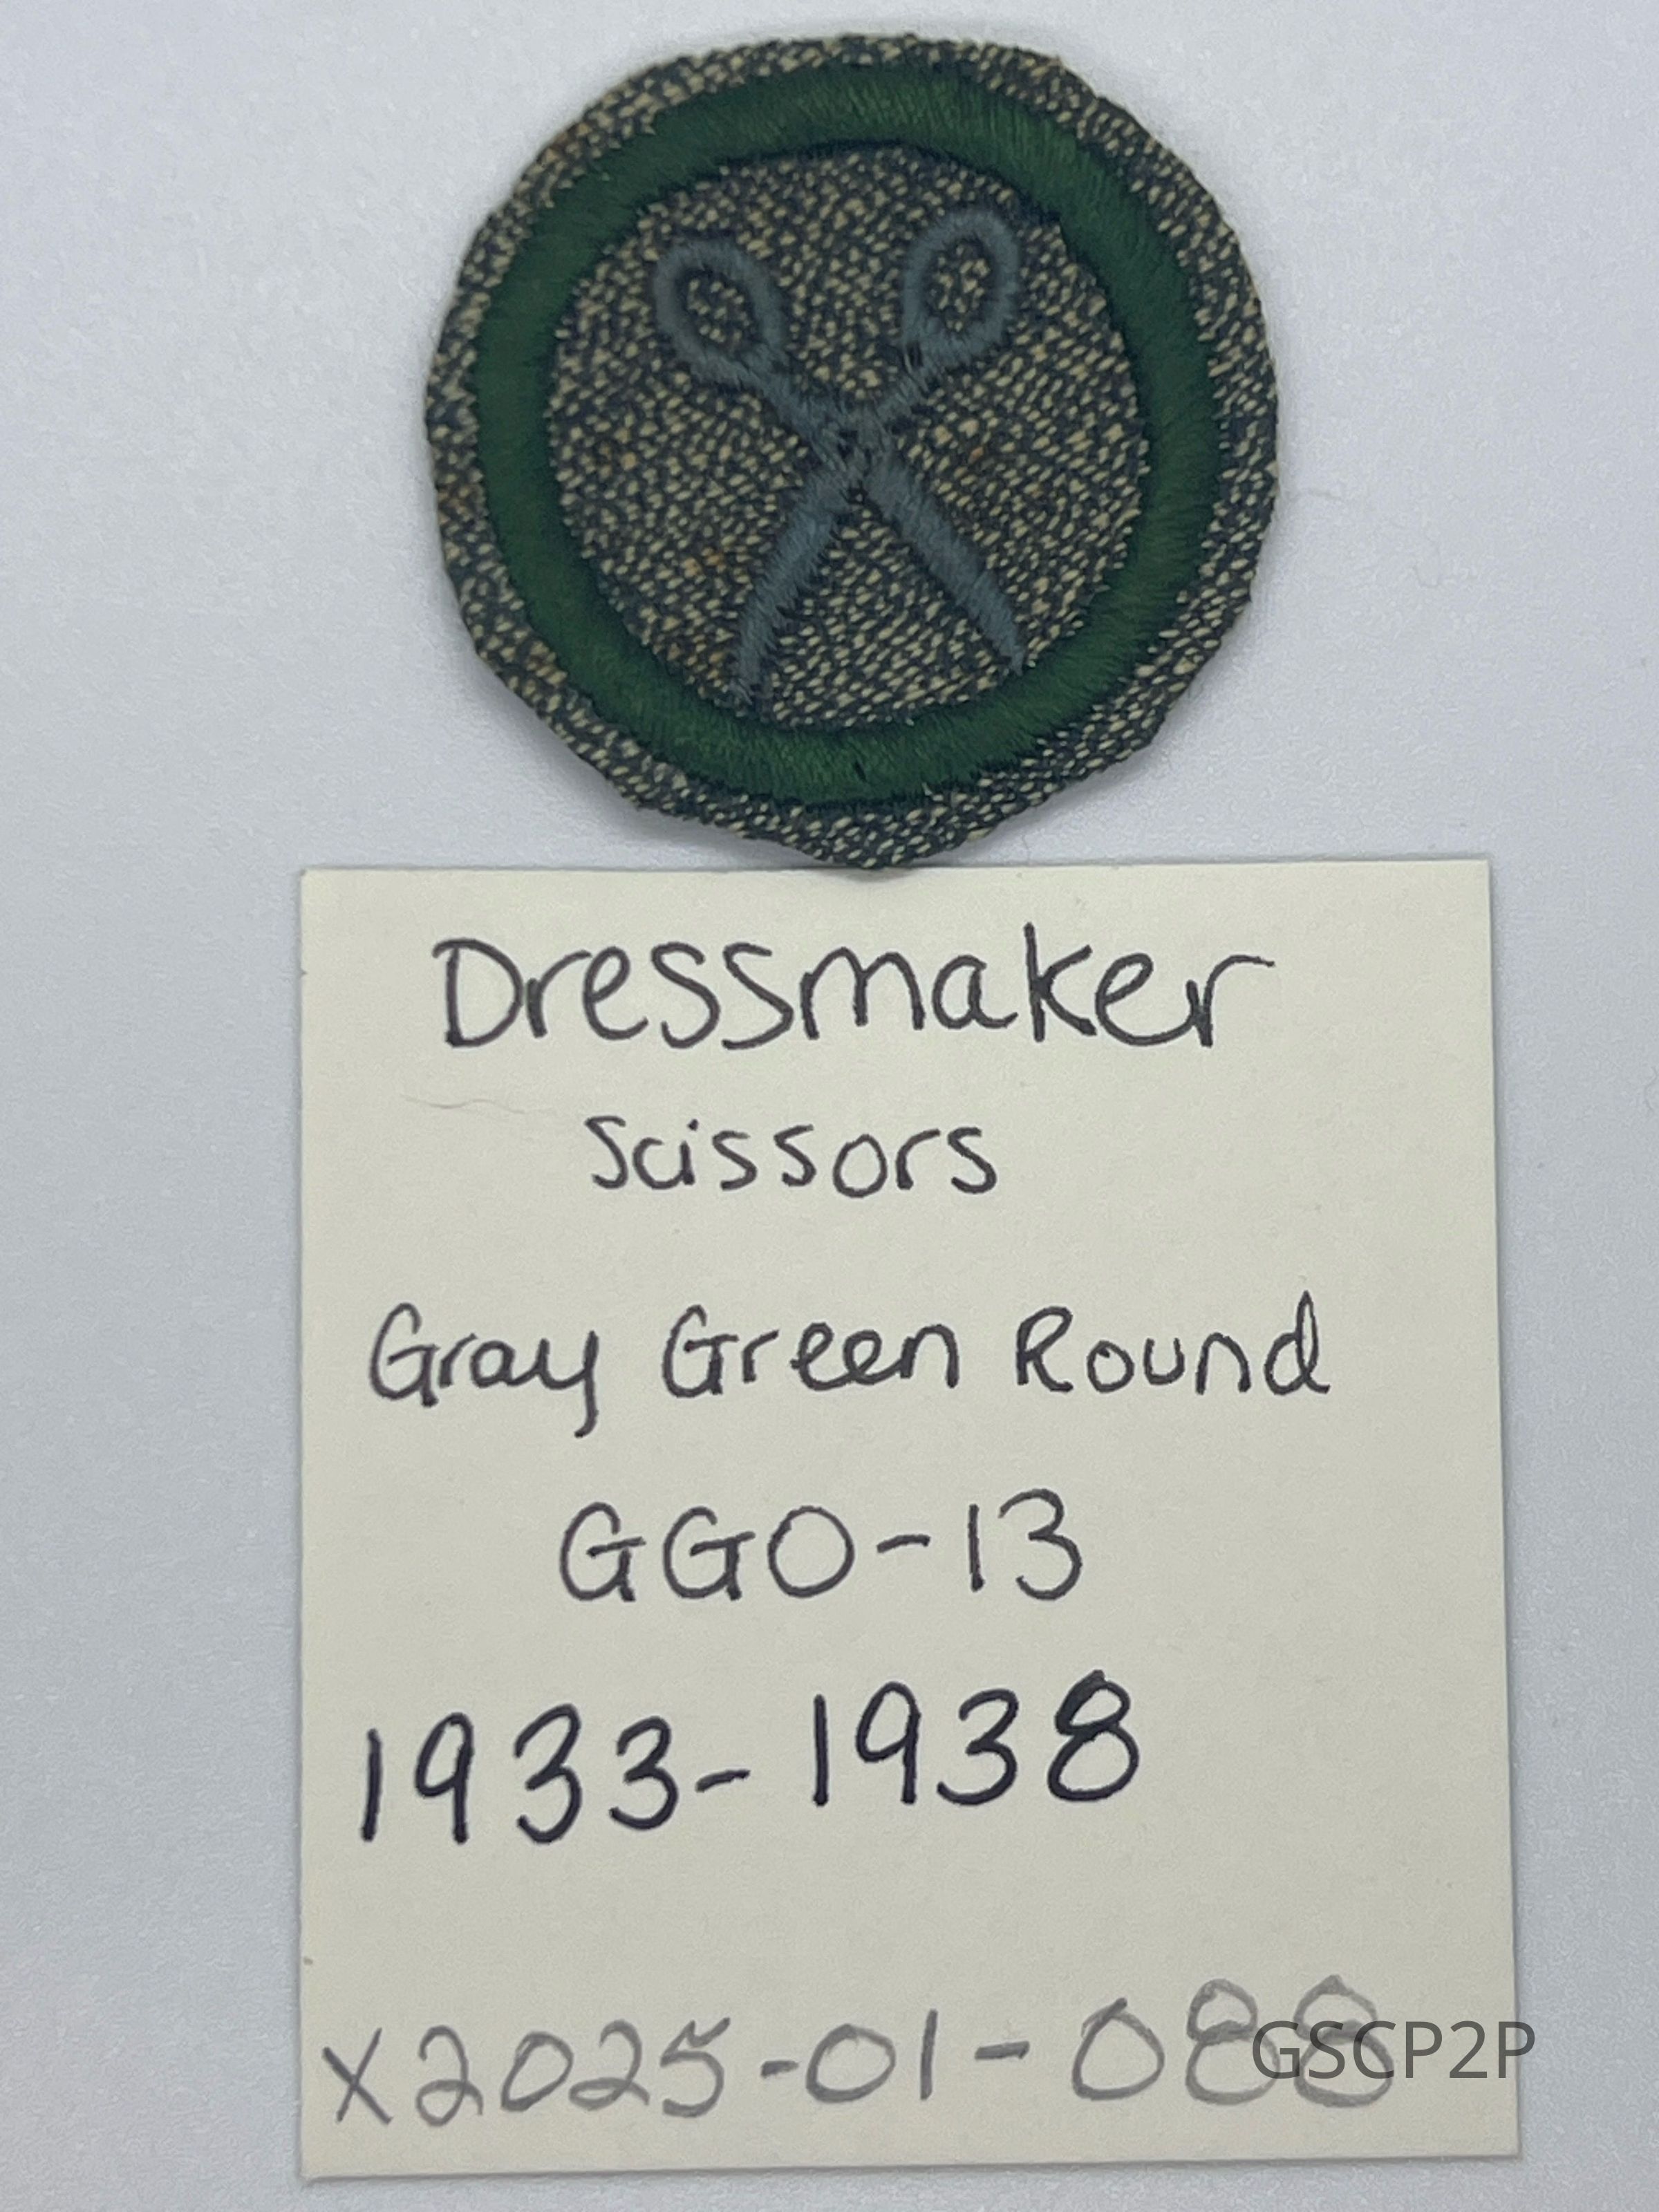 Dressmaker
Scissors
Gray Green Round
GGO-13
1933-1938
X2025-01-088
GSCP2P